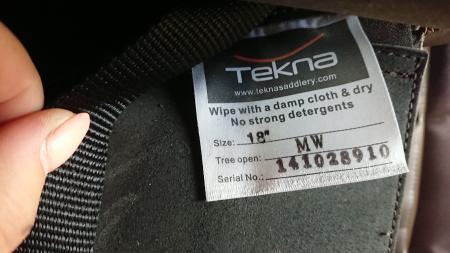 Tekna
www.teknasaddlery.com
Wipe with a damp cloth & dry
No strong detergents
Size: 18"
Tree open: MW
Serial No.: 141028910